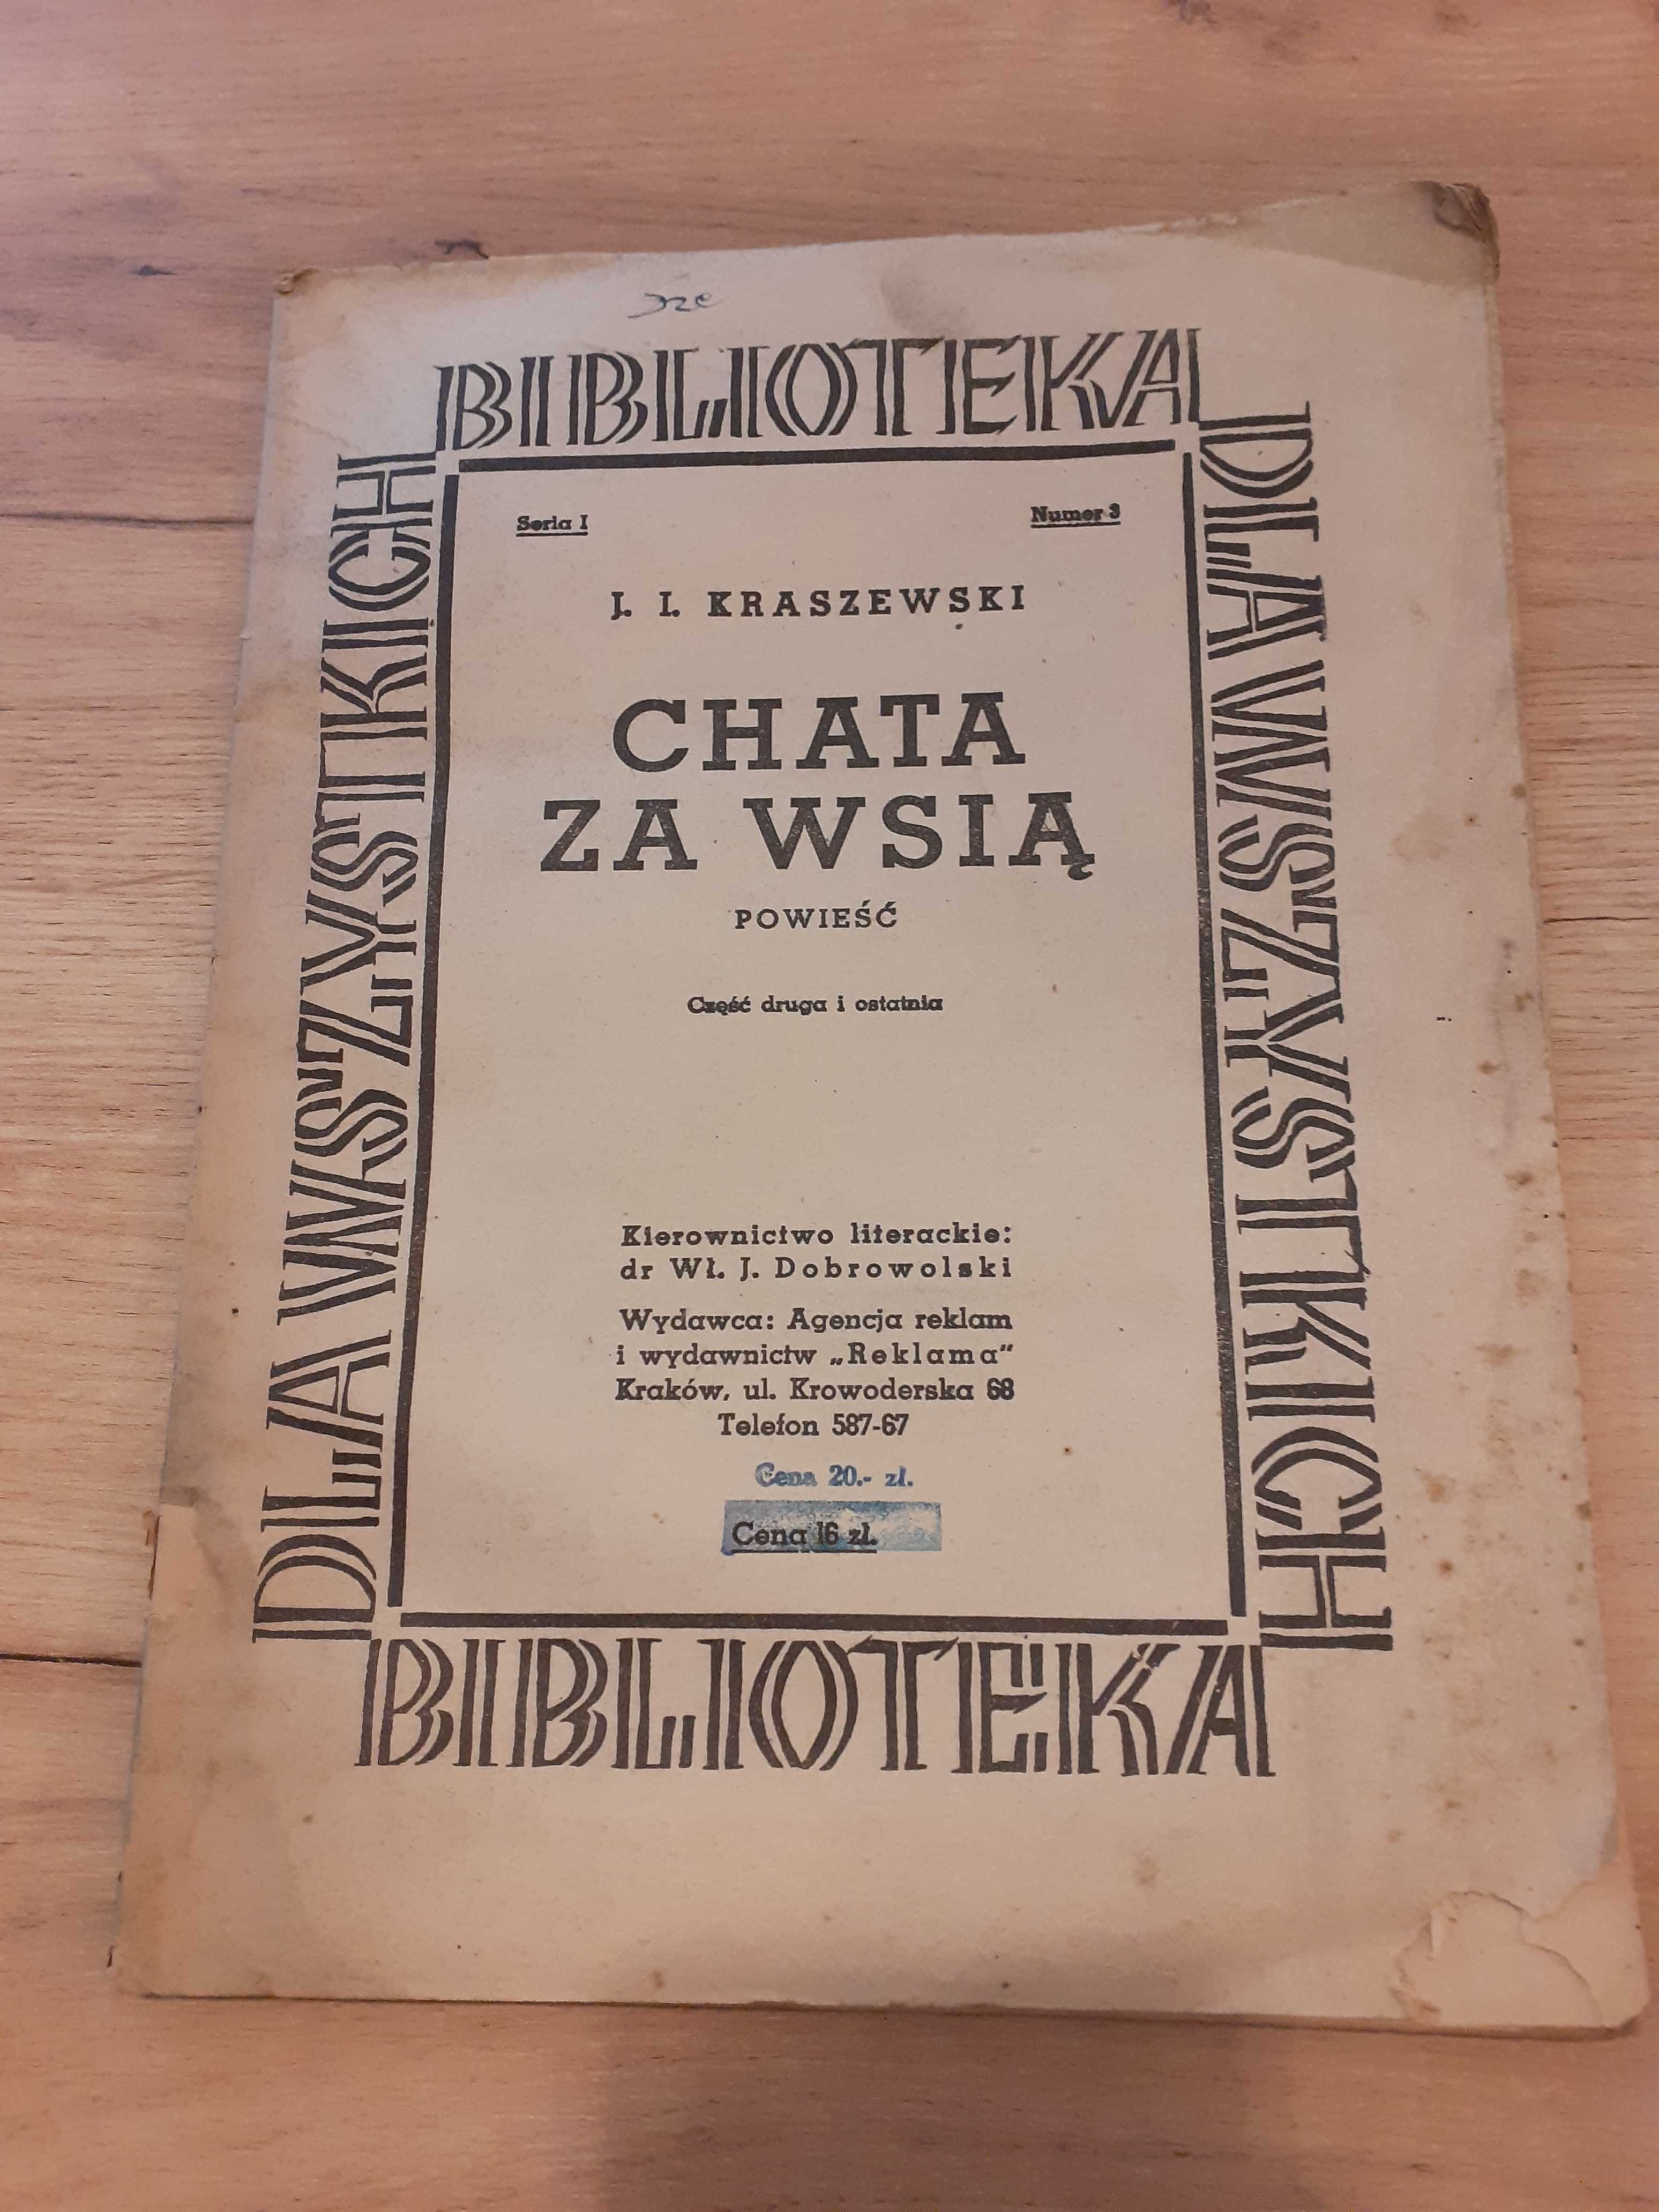 BIBLIOTEKA
DLA WSZYSTKICH
DLA WSZYSTKICH
Seria I
Numer 3
J. I. KRASZEWSKI
CHATA
ZA WSIĄ
POWIEŚĆ
Część druga i ostatnia
Kierownictwo literackie:
dr Wł. J. Dobrowolski
Wydawca: Agencja reklam
i wydawnictw „Reklama”
Kraków, ul. Krowoderska 68
Telefon 587-67
Cena 20.- zł.
Cena 16 zł.
BIBLIOTEKA